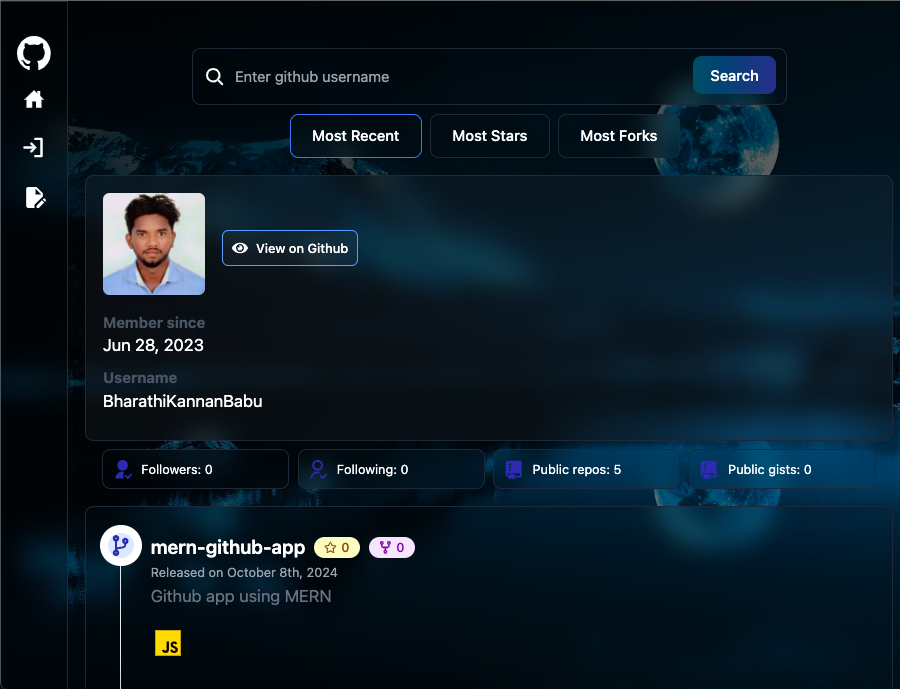 Enter github username
Search
Most Recent
Most Stars
Most Forks
View on Github
Member since
Jun 28, 2023
Username
BharathiKannanBabu
Followers: 0
Following: 0
Public repos: 5
Public gists: 0
mern-github-app 0 0
Released on October 8th, 2024
Github app using MERN
JS